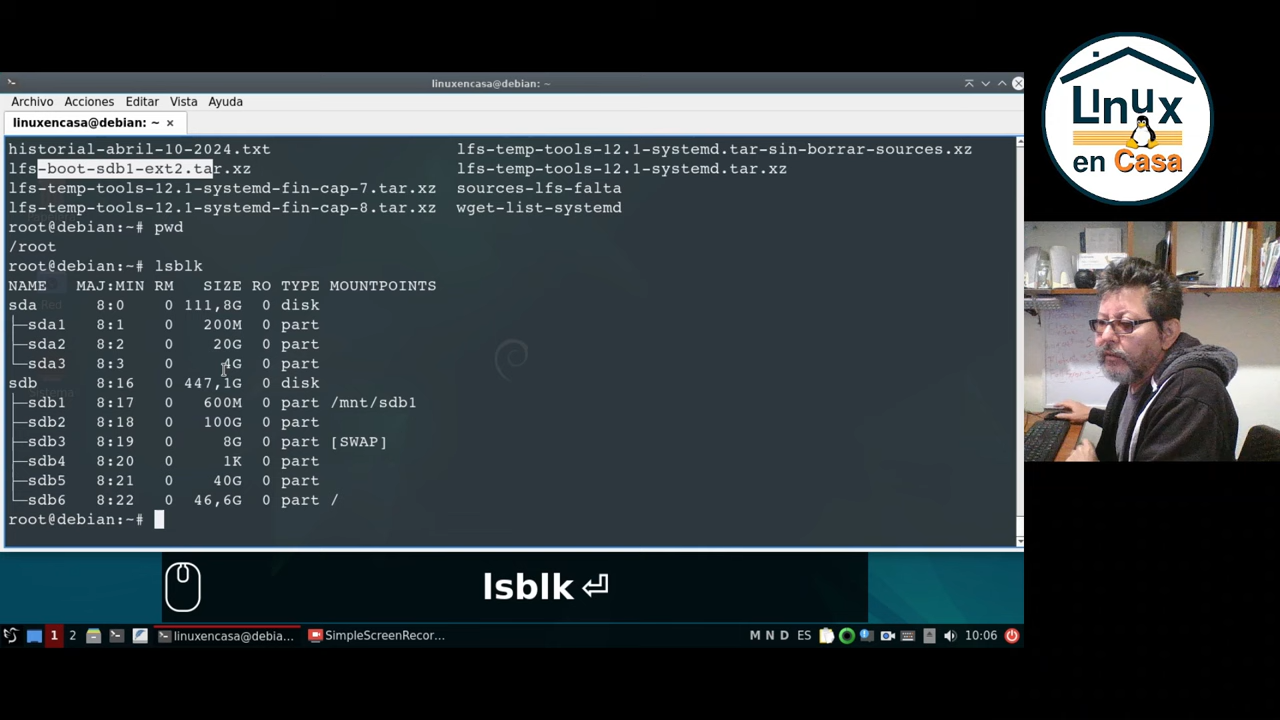 linuxencasa@debian: ~
Archivo Acciones Editar Vista Ayuda
linuxencasa@debian: ~ ×
historial-abril-10-2024.txt lfs-temp-tools-12.1-systemd.tar-sin-borrar-sources.xz
lfs-boot-sdb1-ext2.tar.xz lfs-temp-tools-12.1-systemd.tar.xz
lfs-temp-tools-12.1-systemd-fin-cap-7.tar.xz sources-lfs-falta
lfs-temp-tools-12.1-systemd-fin-cap-8.tar.xz wget-list-systemd
root@debian:~# pwd
/root
root@debian:~# lsblk
NAME MAJ:MIN RM SIZE RO TYPE MOUNTPOINTS
sda 8:0 0 111,8G 0 disk
├─sda1 8:1 0 200M 0 part
├─sda2 8:2 0 20G 0 part
└─sda3 8:3 0 4G 0 part
sdb 8:16 0 447,1G 0 disk
├─sdb1 8:17 0 600M 0 part /mnt/sdb1
├─sdb2 8:18 0 100G 0 part
├─sdb3 8:19 0 8G 0 part [SWAP]
├─sdb4 8:20 0 1K 0 part
├─sdb5 8:21 0 40G 0 part
└─sdb6 8:22 0 46,6G 0 part /
root@debian:~#
lsblk ⏎
1 2 linuxencasa@debia... SimpleScreenRecor... M N D ES 10:06
Linux
en Casa